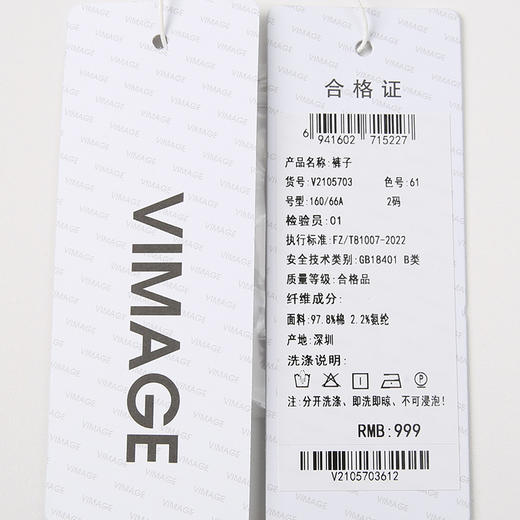 VIMAGE
合格证
6 941602 715227
产品名称:裤子
货号:V2105703 色号:61
号型:160/66A 2码
检验员:01
执行标准:FZ/T81007-2022
安全技术类别:GB18401 B类
质量等级:合格品
纤维成分:
面料:97.8%棉 2.2%氨纶
产地:深圳
洗涤说明:
注:分开洗涤、即洗即晾、不可浸泡!
RMB:999
V2105703612